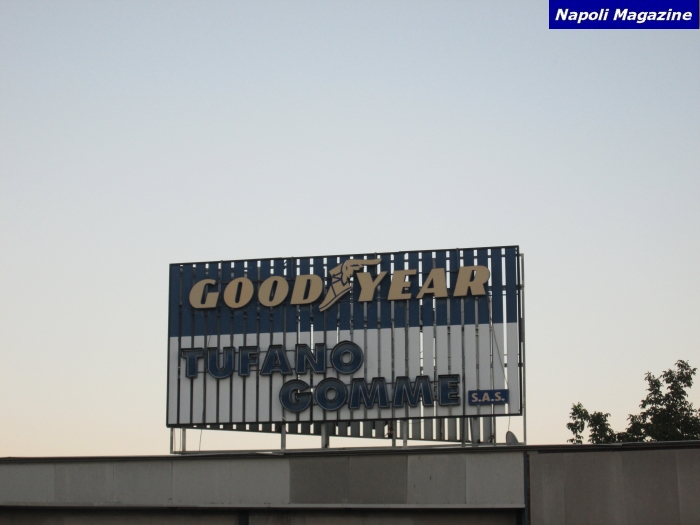 Napoli Magazine
GOODYEAR
TUFANO
GOMME S.A.S.